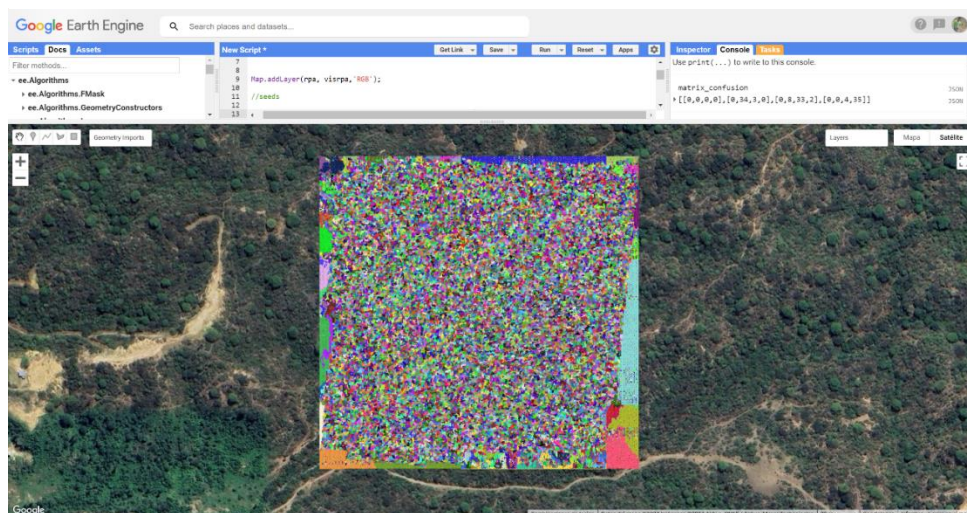 Google Earth Engine
Search places and datasets...
Scripts Docs Assets
Filter methods...
ee.Algorithms
ee.Algorithms.FMask
ee.Algorithms.GeometryConstructors
New Script *
Get Link
Save
Run
Reset
Apps
7
8
9 Map.addLayer(rpa, visrpa,'RGB');
10
11 //seeds
12
13
Inspector Console Tasks
Use print(...) to write to this console.
matrix_confusion
JSON
[[0,0,0,0],[0,34,3,0],[0,8,33,2],[0,0,4,35]]
JSON
Geometry Imports
Layers
Mapa
Satélite
Google